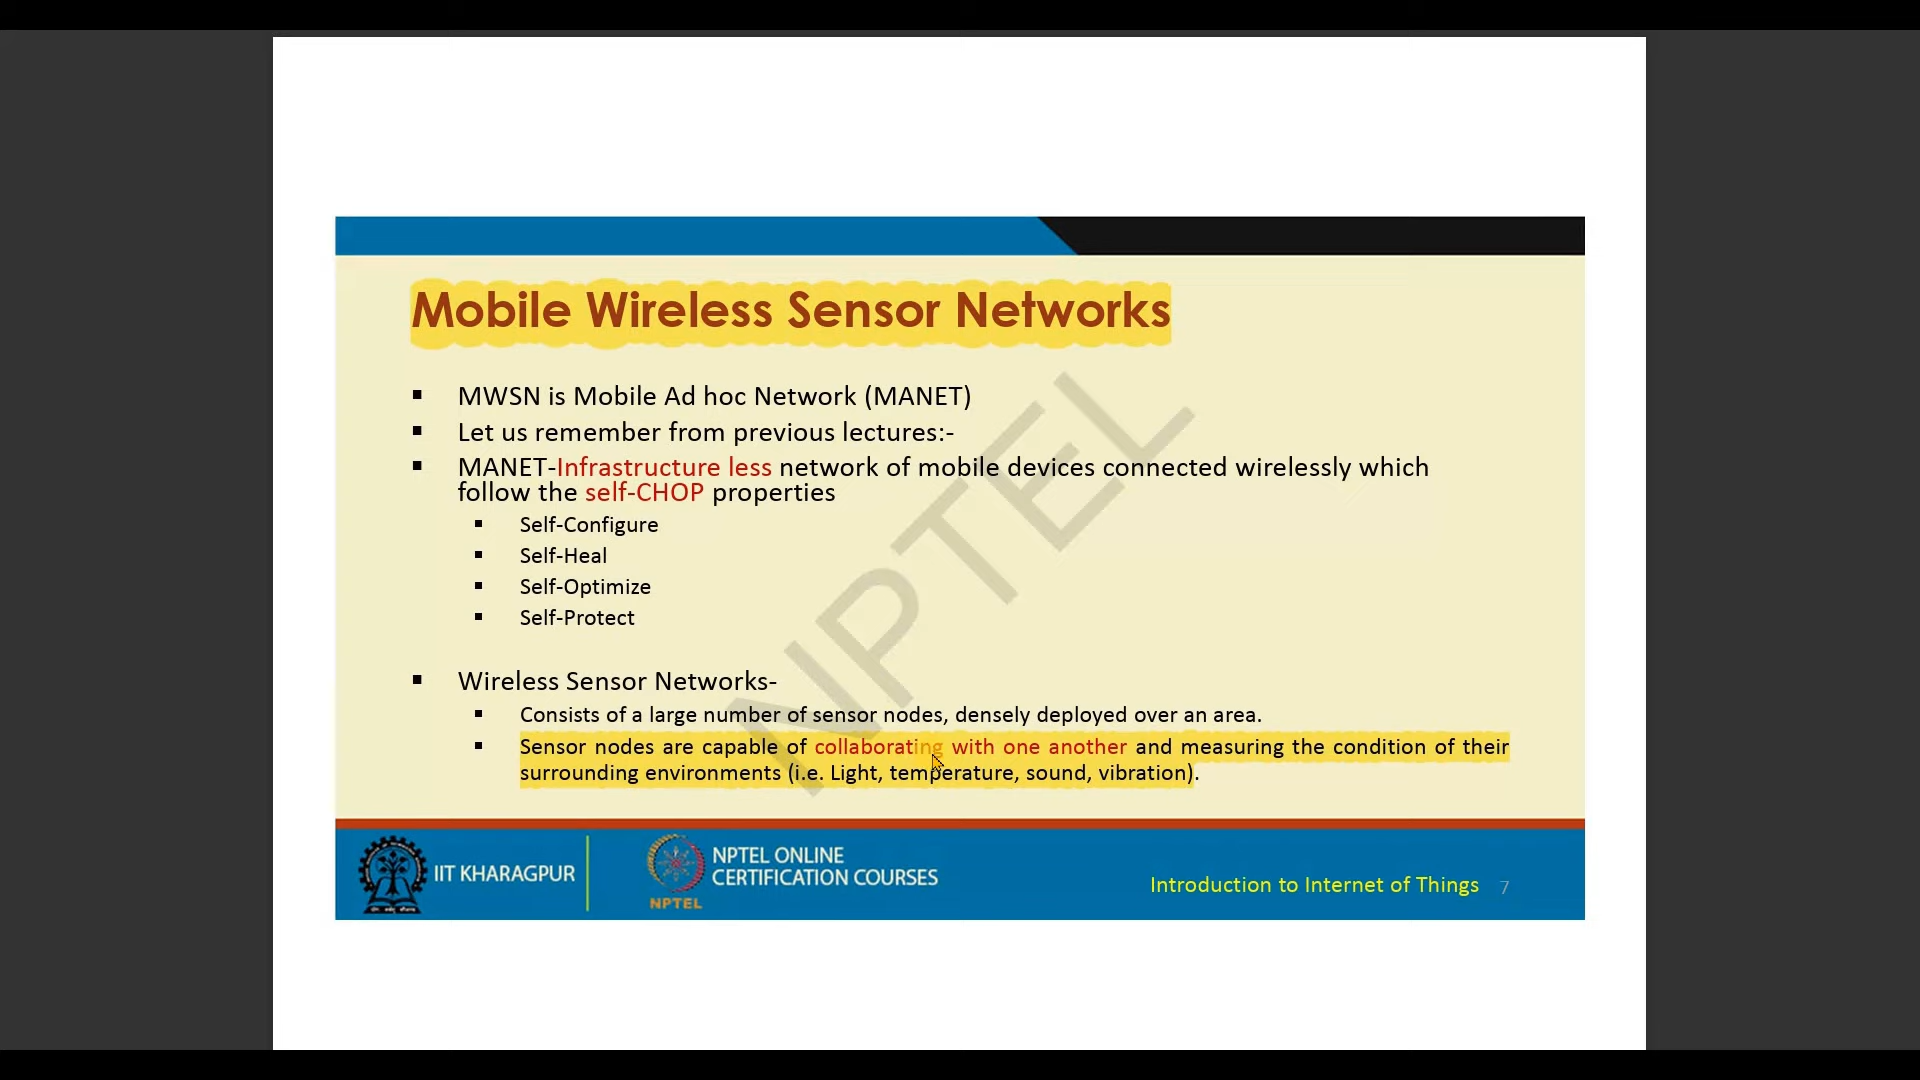 Mobile Wireless Sensor Networks
▪ MWSN is Mobile Ad hoc Network (MANET)
▪ Let us remember from previous lectures:-
▪ MANET-Infrastructure less network of mobile devices connected wirelessly which
follow the self-CHOP properties
▪ Self-Configure
▪ Self-Heal
▪ Self-Optimize
▪ Self-Protect
▪ Wireless Sensor Networks-
▪ Consists of a large number of sensor nodes, densely deployed over an area.
▪ Sensor nodes are capable of collaborating with one another and measuring the condition of their
surrounding environments (i.e. Light, temperature, sound, vibration).
NPTEL
IIT KHARAGPUR
NPTEL
NPTEL ONLINE
CERTIFICATION COURSES
Introduction to Internet of Things 7